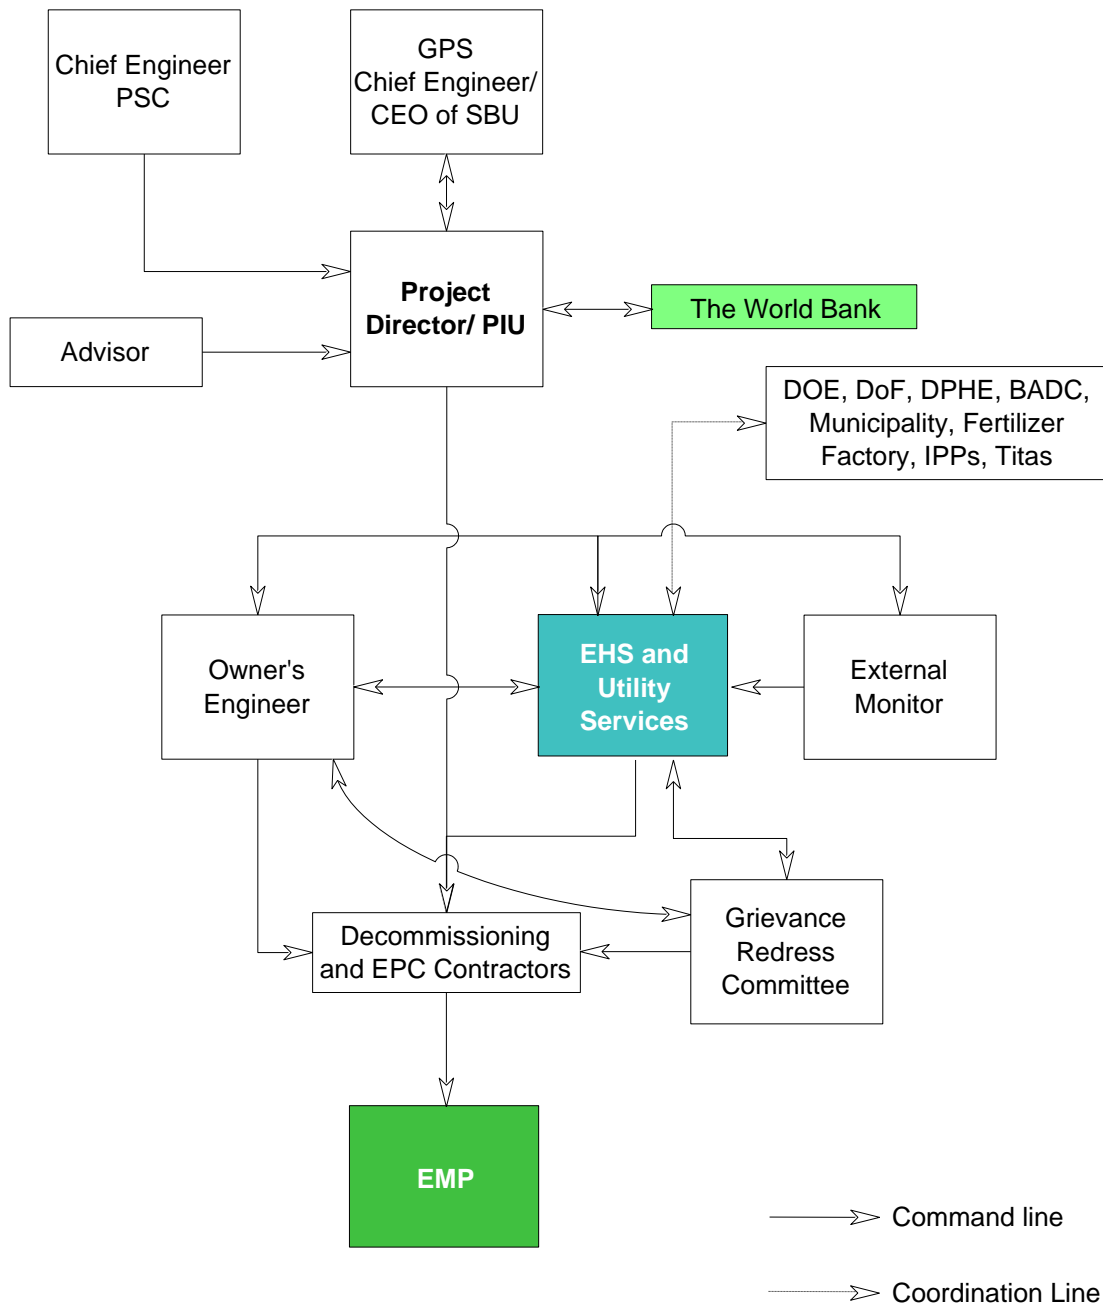 Chief Engineer
PSC
GPS
Chief Engineer/
CEO of SBU
Project
Director/ PIU
The World Bank
Advisor
DOE, DoF, DPHE, BADC,
Municipality, Fertilizer
Factory, IPPs, Titas
Owner's
Engineer
EHS and
Utility
Services
External
Monitor
Decommissioning
and EPC Contractors
Grievance
Redress
Committee
EMP
Command line
Coordination Line